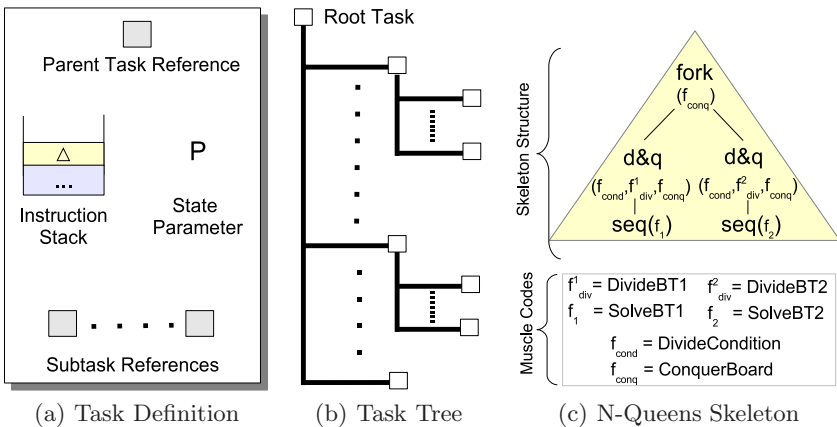 Parent Task Reference
△
...
P
Instruction
Stack
State
Parameter
Subtask References
(a) Task Definition
Root Task
(b) Task Tree
Skeleton Structure
fork
(f_conq)
d&q d&q
(f_cond,f^1_div,f_conq) (f_cond,f^2_div,f_conq)
seq(f_1) seq(f_2)
Muscle Codes
f^1_div = DivideBT1 f^2_div = DivideBT2
f_1 = SolveBT1 f_2 = SolveBT2
f_cond = DivideCondition
f_conq = ConquerBoard
(c) N-Queens Skeleton